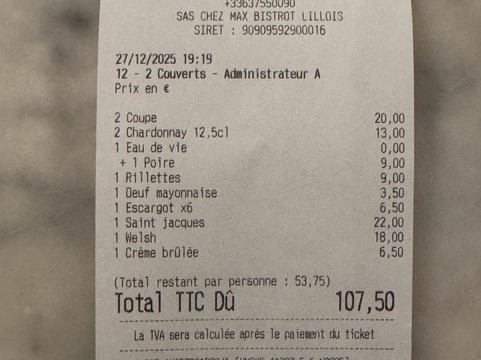 +33637550090
SAS CHEZ MAX BISTROT LILLOIS
SIRET : 90909592900016
27/12/2025 19:19
12 - 2 Couverts - Administrateur A
Prix en €
2 Coupe 20,00
2 Chardonnay 12,5cl 13,00
1 Eau de vie 0,00
+ 1 Poire 9,00
1 Rillettes 9,00
1 Oeuf mayonnaise 3,50
1 Escargot x6 6,50
1 Saint jacques 22,00
1 Welsh 18,00
1 Crème brûlée 6,50
(Total restant par personne : 53,75)
Total TTC Dû 107,50
La TVA sera calculée après le paiement du ticket